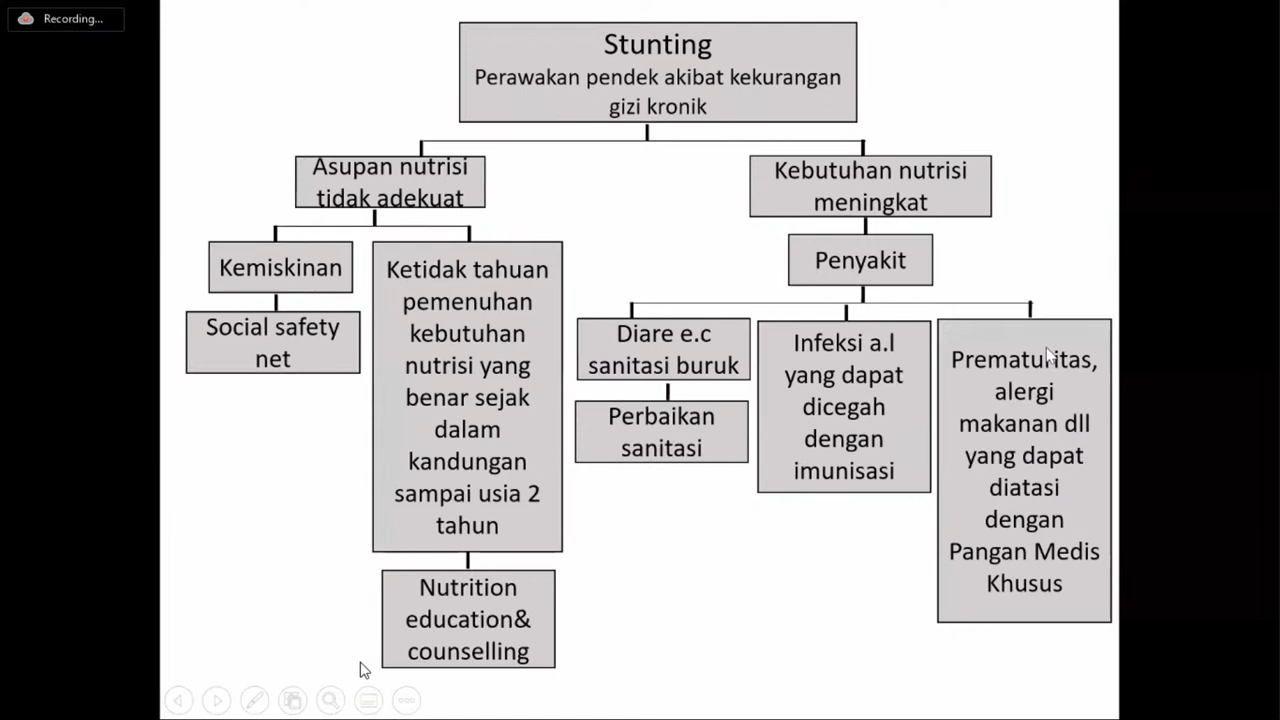 Recording...
Stunting
Perawakan pendek akibat kekurangan
gizi kronik
Asupan nutrisi
tidak adekuat
Kebutuhan nutrisi
meningkat
Kemiskinan
Social safety
net
Ketidak tahuan
pemenuhan
kebutuhan
nutrisi yang
benar sejak
dalam
kandungan
sampai usia 2
tahun
Nutrition
education&
counselling
Penyakit
Diare e.c
sanitasi buruk
Perbaikan
sanitasi
Infeksi a.l
yang dapat
dicegah
dengan
imunisasi
Prematuritas,
alergi
makanan dll
yang dapat
diatasi
dengan
Pangan Medis
Khusus